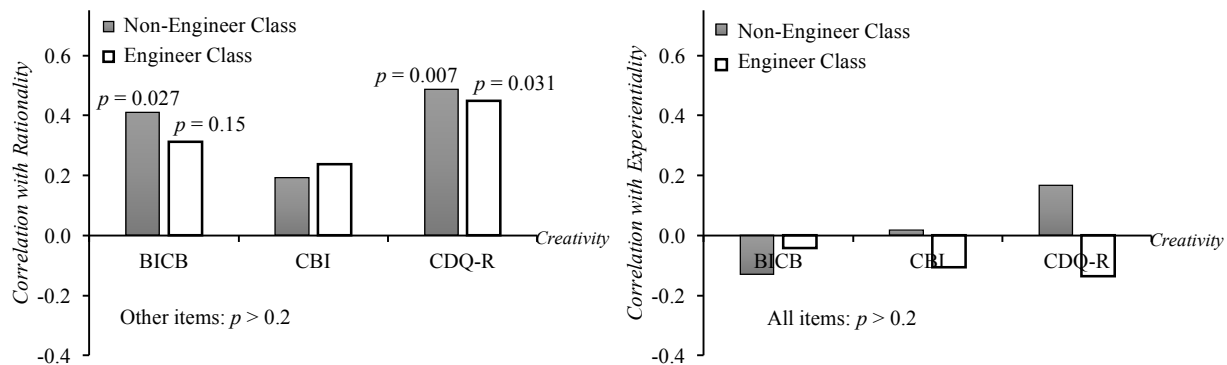 Non-Engineer Class
Engineer Class
Correlation with Rationality
0.6
0.4
0.2
0.0
-0.2
-0.4
p = 0.027
p = 0.15
p = 0.007
p = 0.031
BICB
CBI
CDQ-R
Creativity
Other items: p > 0.2
Non-Engineer Class
Engineer Class
Correlation with Experientiality
0.6
0.4
0.2
0.0
-0.2
-0.4
BICB
CBI
CDQ-R
Creativity
All items: p > 0.2